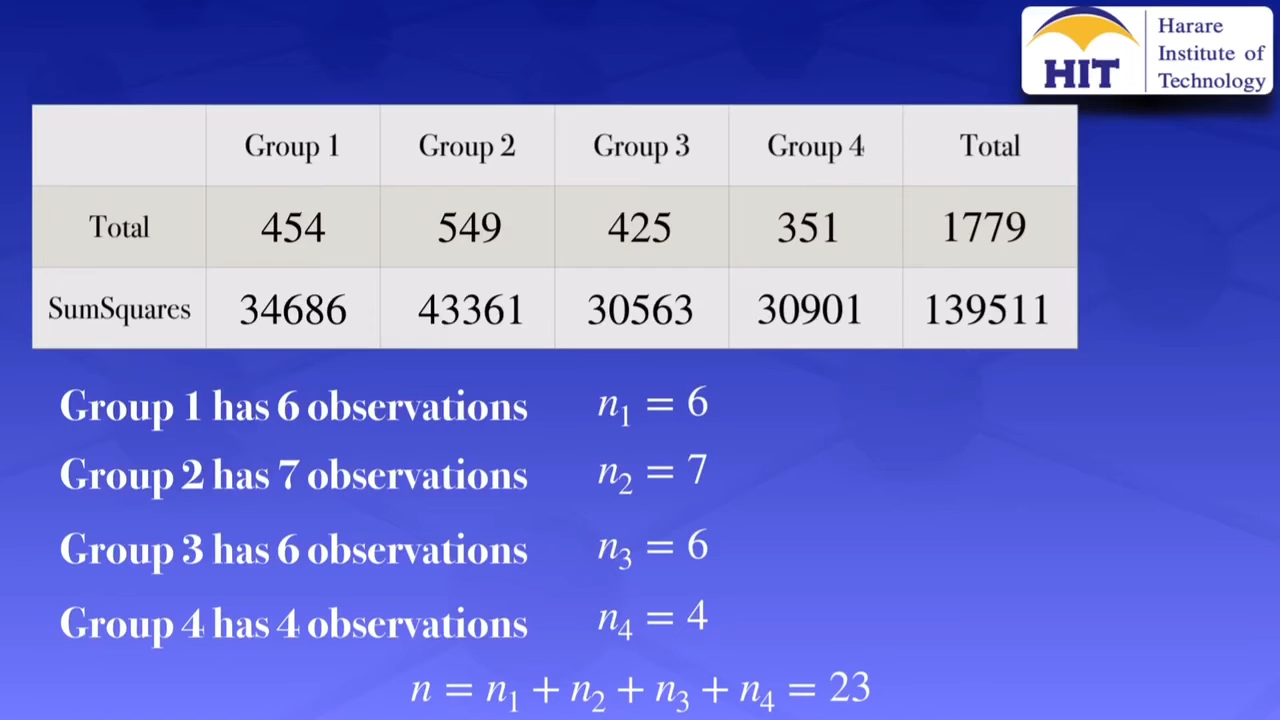 HIT
Harare
Institute of
Technology
Group 1 Group 2 Group 3 Group 4 Total
Total 454 549 425 351 1779
SumSquares 34686 43361 30563 30901 139511
Group 1 has 6 observations n₁ = 6
Group 2 has 7 observations n₂ = 7
Group 3 has 6 observations n₃ = 6
Group 4 has 4 observations n₄ = 4
n = n₁ + n₂ + n₃ + n₄ = 23